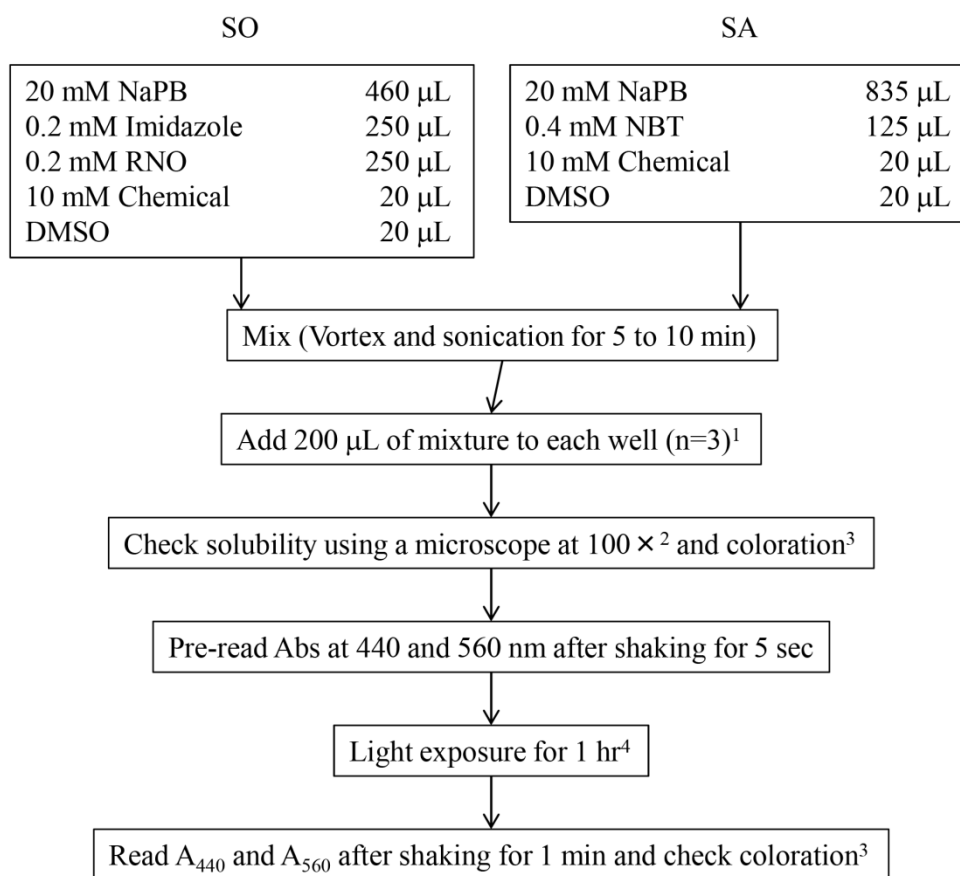 SO
20 mM NaPB 460 μL
0.2 mM Imidazole 250 μL
0.2 mM RNO 250 μL
10 mM Chemical 20 μL
DMSO 20 μL
SA
20 mM NaPB 835 μL
0.4 mM NBT 125 μL
10 mM Chemical 20 μL
DMSO 20 μL
Mix (Vortex and sonication for 5 to 10 min)
Add 200 μL of mixture to each well (n=3)¹
Check solubility using a microscope at 100 ×² and coloration³
Pre-read Abs at 440 and 560 nm after shaking for 5 sec
Light exposure for 1 hr⁴
Read A₄₄₀ and A₅₆₀ after shaking for 1 min and check coloration³